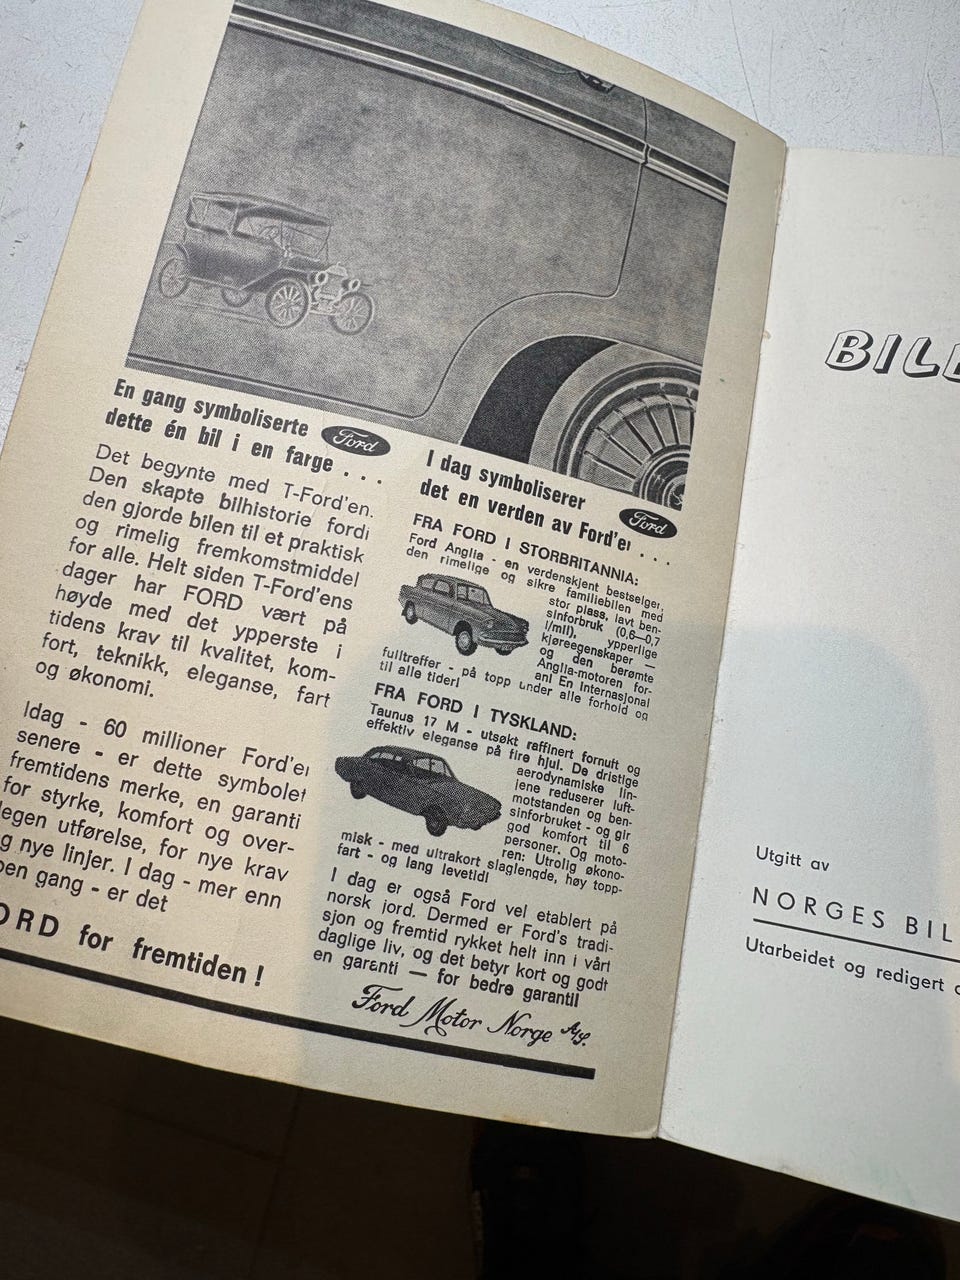 En gang symboliserte Ford
dette én bil i en farge . . .
Det begynte med T-Ford'en.
Den skapte bilhistorie fordi
den gjorde bilen til et praktisk
og rimelig fremkomstmiddel
for alle. Helt siden T-Ford'ens
dager har FORD vært på
høyde med det ypperste i
tidens krav til kvalitet, kom-
fort, teknikk, eleganse, fart
og økonomi.
Idag - 60 millioner Ford'er
senere - er dette symbolet
fremtidens merke, en garanti
for styrke, komfort og over-
legen utførelse, for nye krav
og nye linjer. I dag - mer enn
gang - er det
FORD for fremtiden !
I dag symboliserer
det en verden av Ford'er . . . Ford
FRA FORD I STORBRITANNIA:
Ford Anglia - en verdenskjent bestselger,
den rimelige og sikre familiebilen med
stor plass, lavt ben-
sinforbruk (0,6—0,7
l/mil), ypperlige
kjøreegenskaper —
og den berømte
Anglia-motoren for-
an! En internasjonal
fulltreffer - på topp under alle forhold og
til alle tider!
FRA FORD I TYSKLAND:
Taunus 17 M - utsøkt raffinert fornuft og
effektiv eleganse på fire hjul. De dristige
aerodynamiske lin-
jene reduserer luft-
motstanden og ben-
sinforbruket - og gir
god komfort til 6
personer. Og moto-
ren: Utrolig økono-
misk - med ultrakort slaglengde, høy topp-
fart - og lang levetid!
I dag er også Ford vel etablert på
norsk jord. Dermed er Ford's tradi-
sjon og fremtid rykket helt inn i vårt
daglige liv, og det betyr kort og godt
en garanti — for bedre garanti!
Ford Motor Norge A/S.
BIL
Utgitt av
NORGES BIL
Utarbeidet og redigert